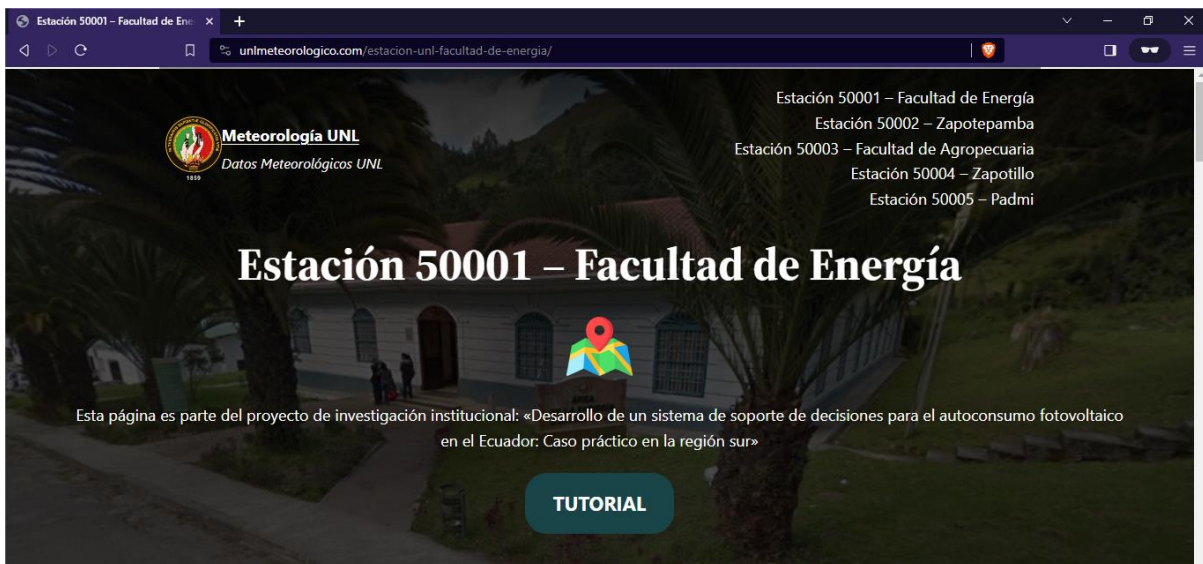 Estación 50001 – Facultad de Ene
unlmeteorologico.com/estacion-unl-facultad-de-energia/
Meteorología UNL
Datos Meteorológicos UNL
1859
Estación 50001 – Facultad de Energía
Estación 50002 – Zapotepamba
Estación 50003 – Facultad de Agropecuaria
Estación 50004 – Zapotillo
Estación 50005 – Padmi
Estación 50001 – Facultad de Energía
Esta página es parte del proyecto de investigación institucional: «Desarrollo de un sistema de soporte de decisiones para el autoconsumo fotovoltaico
en el Ecuador: Caso práctico en la región sur»
TUTORIAL